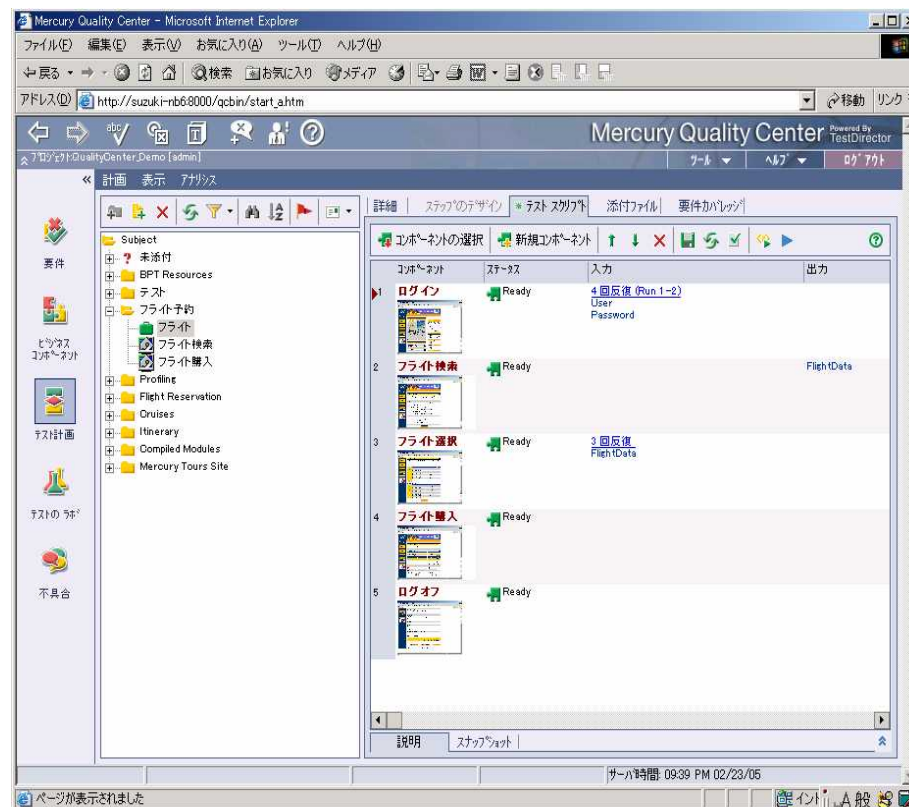 Mercury Quality Center - Microsoft Internet Explorer
ファイル(F) 編集(E) 表示(V) お気に入り(A) ツール(T) ヘルプ(H)
戻る 検索 お気に入り メディア
アドレス(D) http://suzuki-nb6:8000/qcbin/start_a.htm 移動 リンク
Mercury Quality Center Powered By TestDirector
プロジェクト:QualityCenter_Demo [admin] ツール ヘルプ ログアウト
計画 表示 アナリシス
詳細 ステップのデザイン * テスト スクリプト 添付ファイル 要件カバレッジ
コンポーネントの選択 新規コンポーネント
要件
ビジネス コンポーネント
テスト計画
テストの ラボ
不具合
Subject
未添付
BPT Resources
テスト
フライト予約
フライト
フライト検索
フライト購入
Profiling
Flight Reservation
Cruises
Itinerary
Compiled Modules
Mercury Tours Site
コンポーネント ステータス 入力 出力
1 ログイン Ready 4 回反復 (Run 1-2)
User
Password
2 フライト検索 Ready FlightData
3 フライト選択 Ready 3 回反復
FlightData
4 フライト購入 Ready
5 ログオフ Ready
説明 スナップショット
サーバ時間: 09:39 PM 02/23/05
ページが表示されました イント A 般